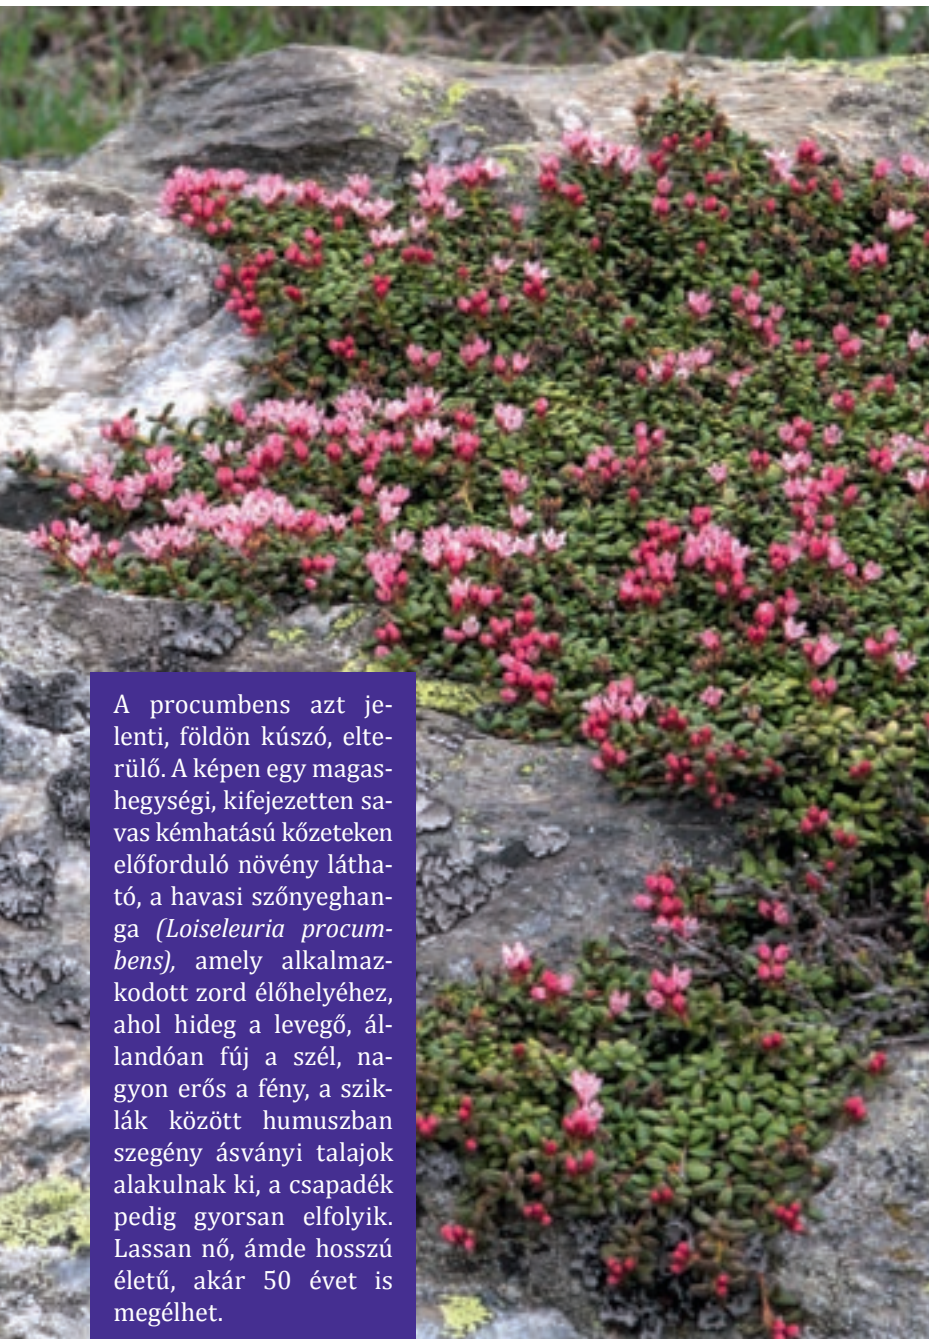 A procumbens azt je-
lenti, földön kúszó, elte-
rülő. A képen egy magas-
hegységi, kifejezetten sa-
vas kémhatású kőzeteken
előforduló növény látha-
tó, a havasi szőnyeghan-
ga (Loiseleuria procum-
bens), amely alkalmaz-
kodott zord élőhelyéhez,
ahol hideg a levegő, ál-
landóan fúj a szél, na-
gyon erős a fény, a szik-
lák között humuszban
szegény ásványi talajok
alakulnak ki, a csapadék
pedig gyorsan elfolyik.
Lassan nő, ámde hosszú
életű, akár 50 évet is
megélhet.